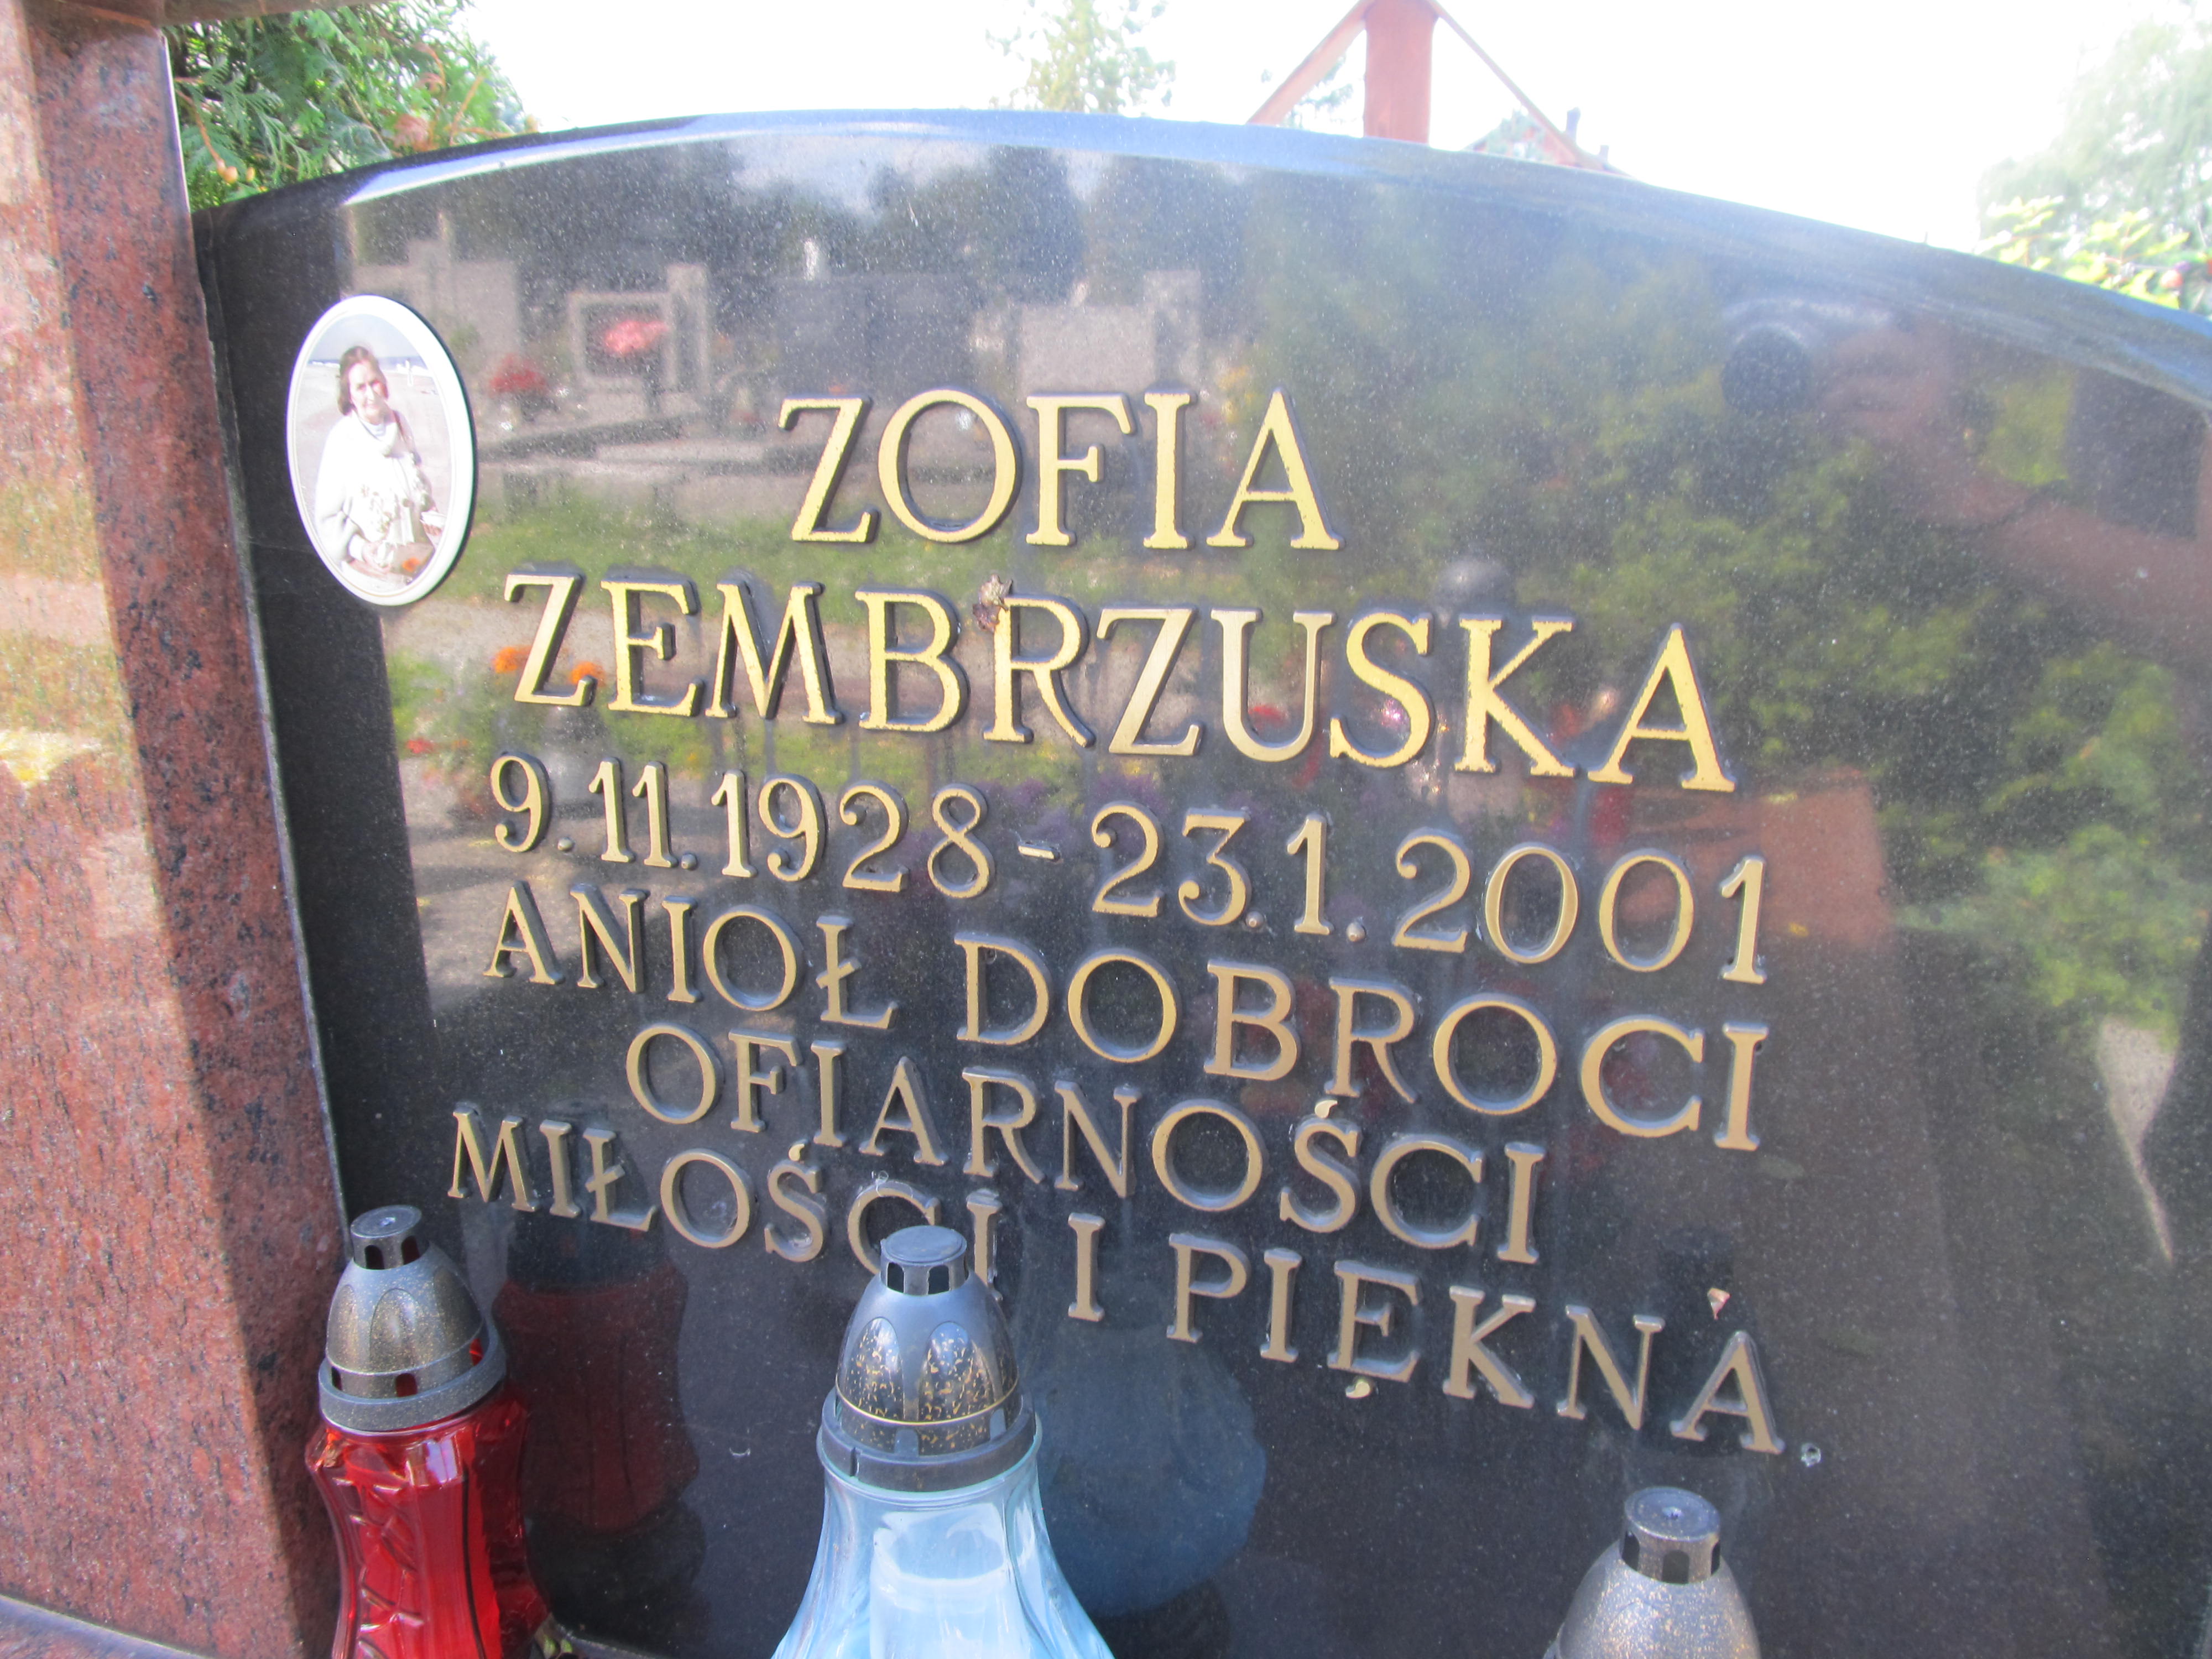 ZOFIA
ZEMBRZUSKA
9.11.1928-23.1.2001
ANIOŁ DOBROCI
OFIARNOŚCI
MIŁOŚCI I PIĘKNA.